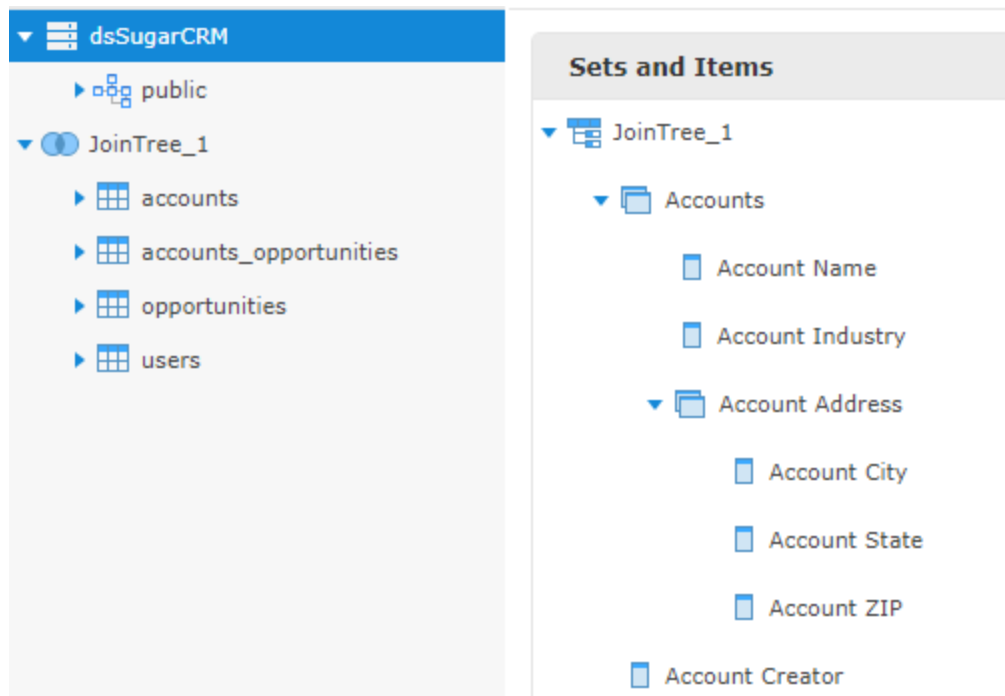 dsSugarCRM
public
JoinTree_1
accounts
accounts_opportunities
opportunities
users
Sets and Items
JoinTree_1
Accounts
Account Name
Account Industry
Account Address
Account City
Account State
Account ZIP
Account Creator